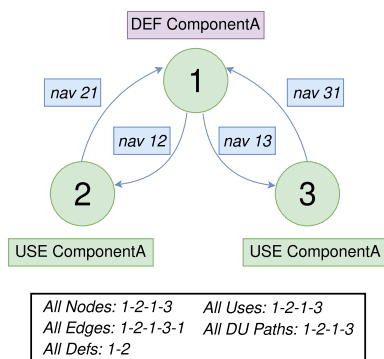 DEF ComponentA
1
nav 21
nav 31
nav 12
nav 13
2
3
USE ComponentA
USE ComponentA
All Nodes: 1-2-1-3
All Uses: 1-2-1-3
All Edges: 1-2-1-3-1
All DU Paths: 1-2-1-3
All Defs: 1-2